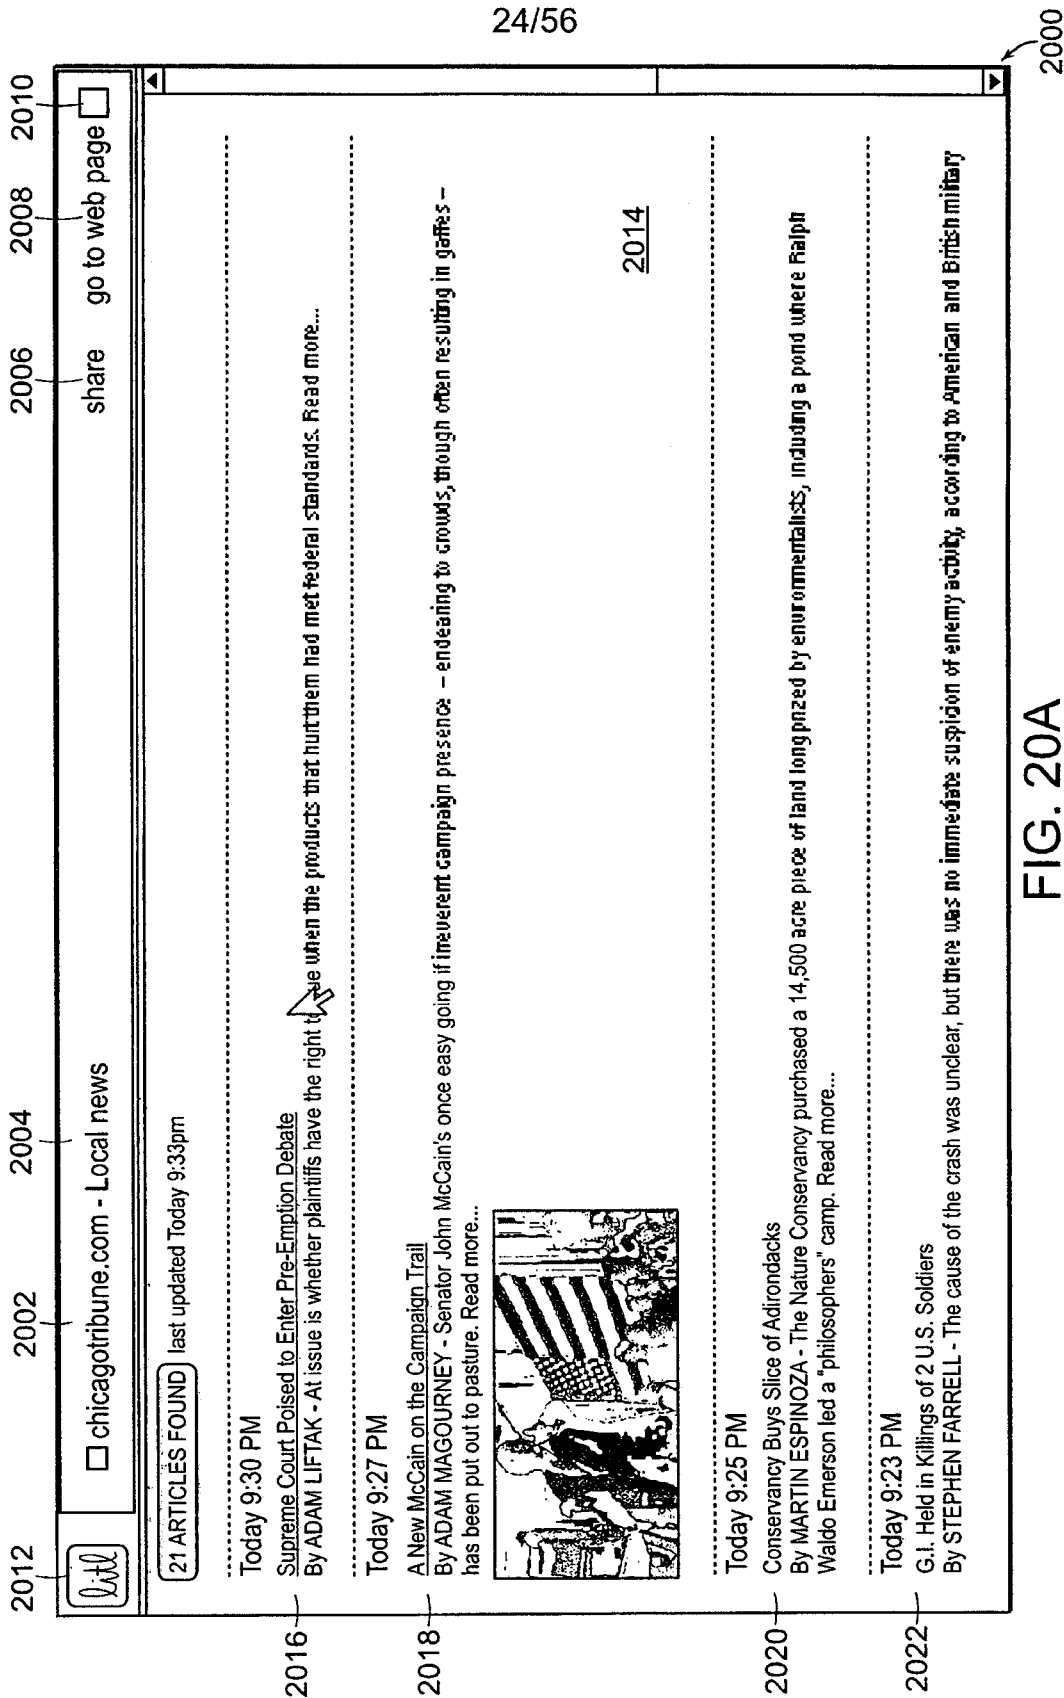 24/56
2012
2002
2004
2006
2008
2010
litl
chicagotribune.com - Local news
share
go to web page
21 ARTICLES FOUND last updated Today 9:33pm
Today 9:30 PM
2016
Supreme Court Poised to Enter Pre-Emption Debate
By ADAM LIFTAK - At issue is whether plaintiffs have the right to ue when the products that hurt them had met federal standards. Read more...
Today 9:27 PM
2018
A New McCain on the Campaign Trail
By ADAM MAGOURNEY - Senator John McCain's once easy going if irreverent campaign presence – endearing to crowds, though often resulting in gaffes –
has been put out to pasture. Read more...
2014
Today 9:25 PM
2020
Conservancy Buys Slice of Adirondacks
By MARTIN ESPINOZA - The Nature Conservancy purchased a 14,500 acre piece of land long prized by environmentalists, including a pond where Ralph
Waldo Emerson led a "philosophers" camp. Read more...
Today 9:23 PM
2022
G.I. Held in Killings of 2 U.S. Soldiers
By STEPHEN FARRELL - The cause of the crash was unclear, but there was no immediate suspicion of enemy activity, according to American and British military
2000
FIG. 20A